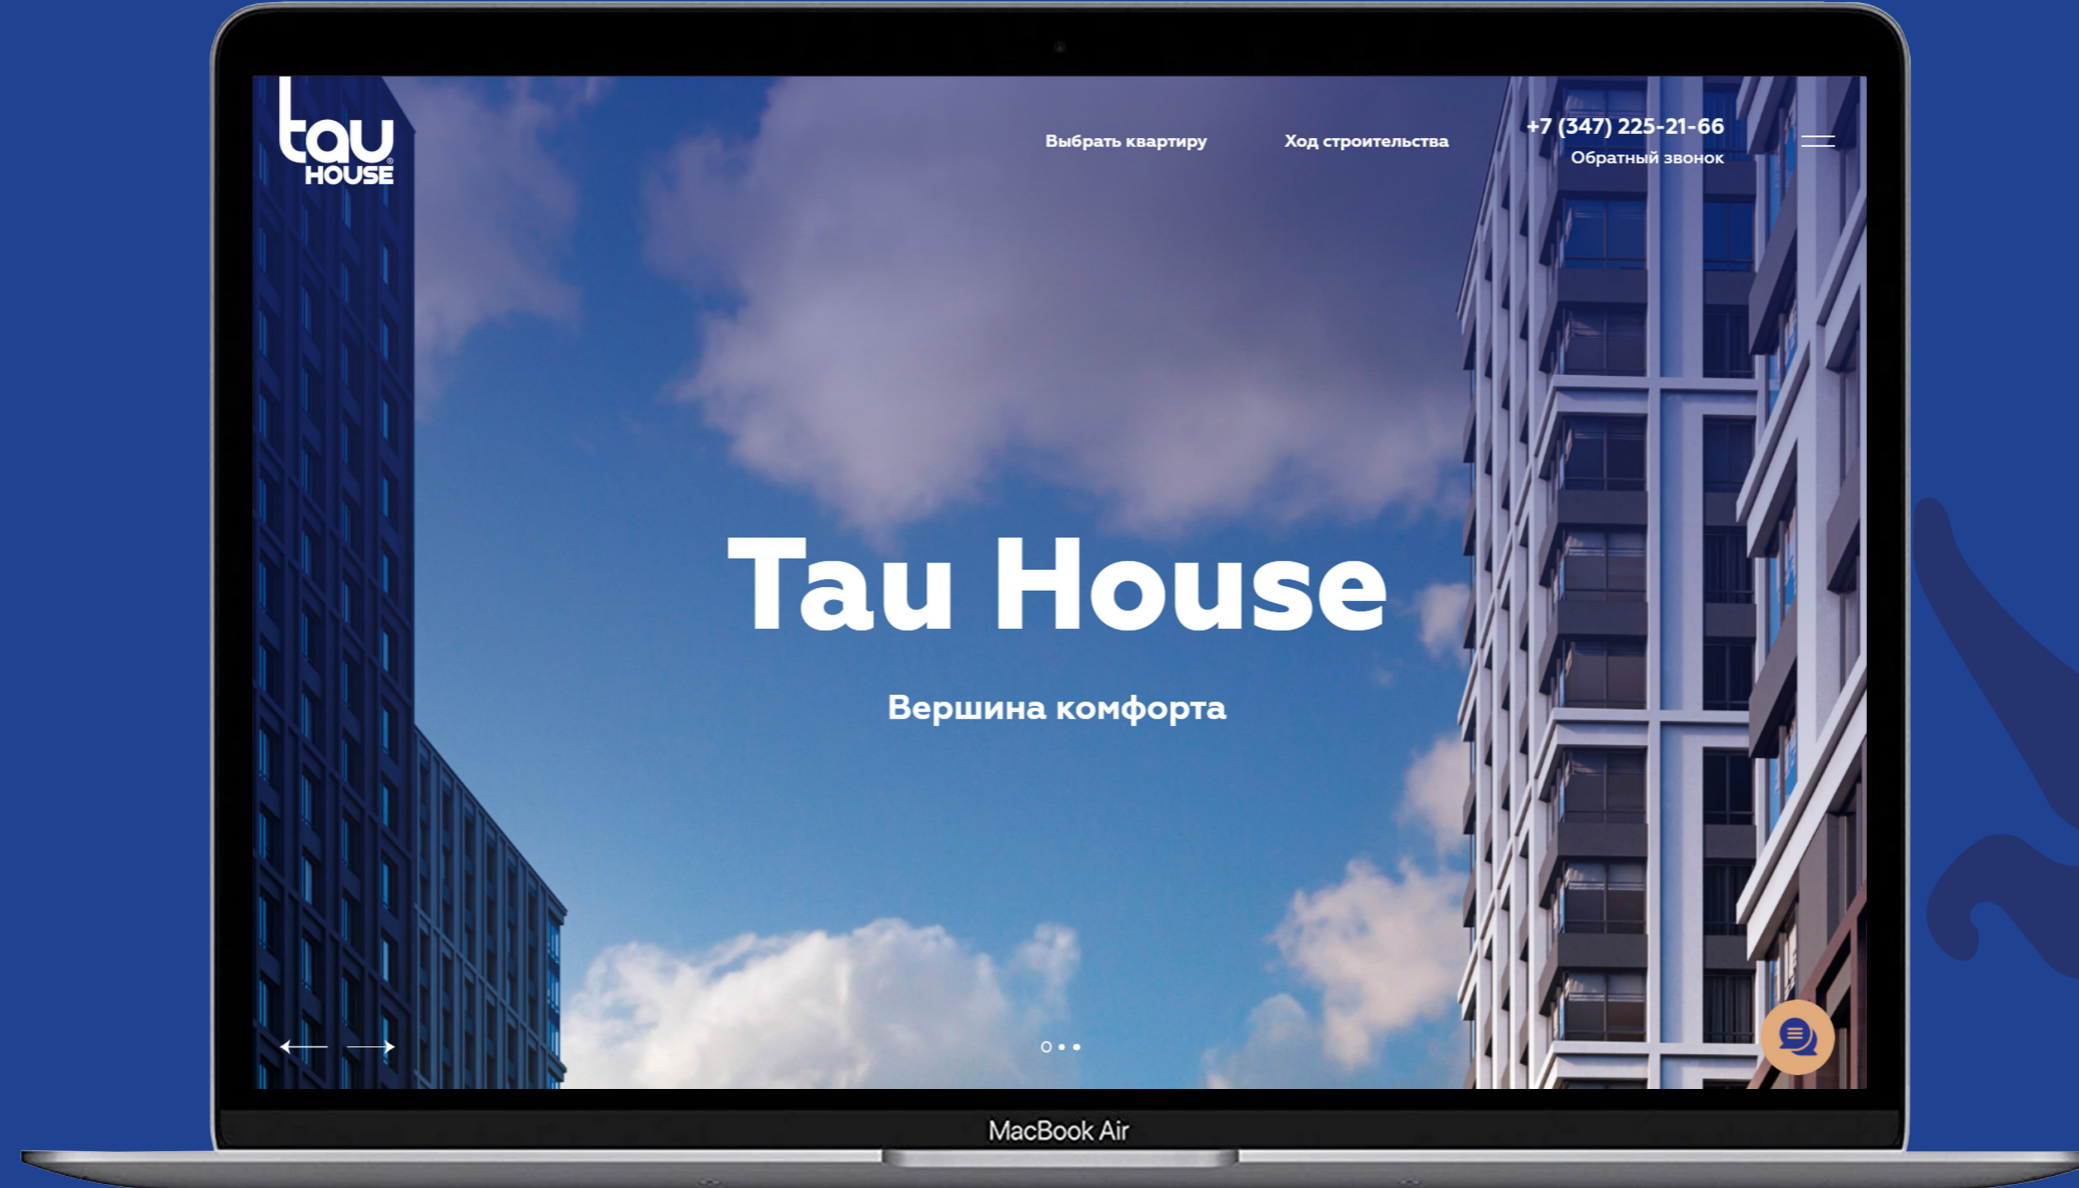 tau
HOUSE
Выбрать квартиру
Ход строительства
+7 (347) 225-21-66
Обратный звонок
Tau House
Вершина комфорта
MacBook Air